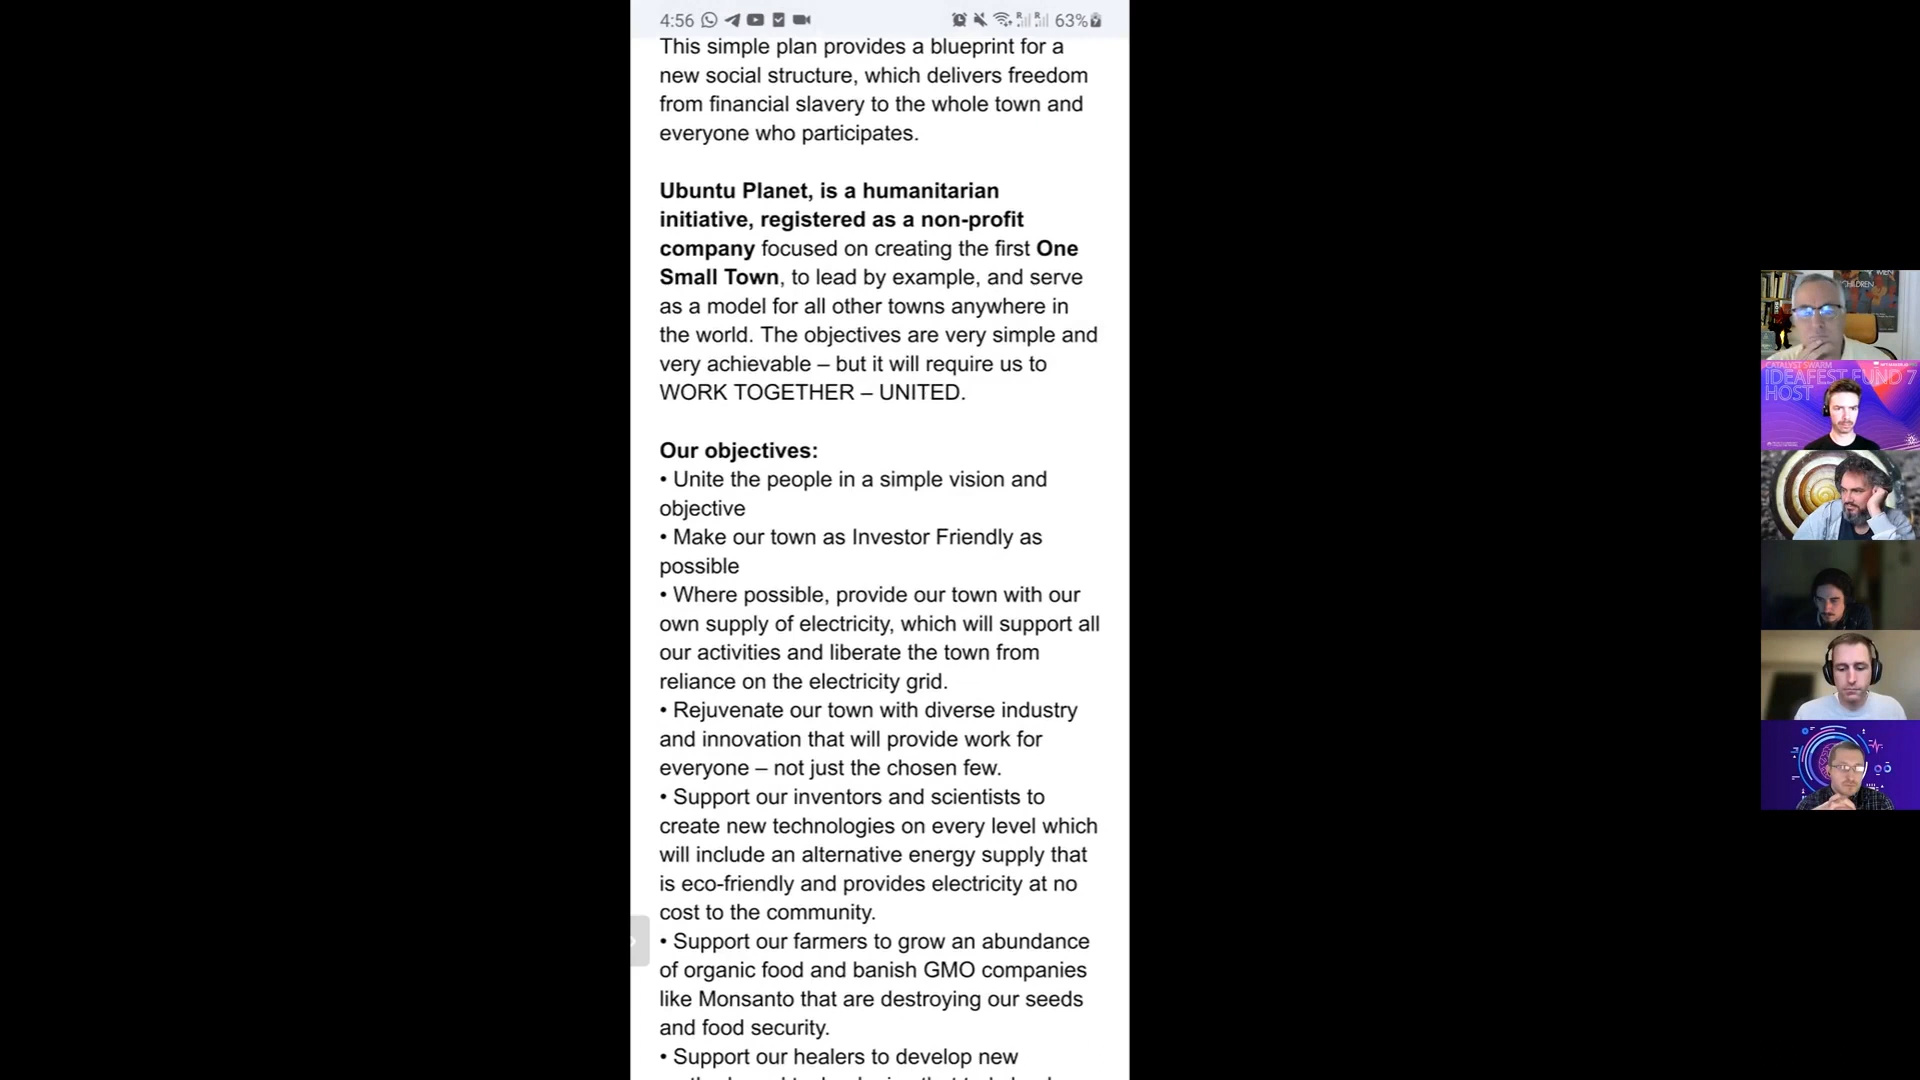 4:56
63%
This simple plan provides a blueprint for a
new social structure, which delivers freedom
from financial slavery to the whole town and
everyone who participates.
Ubuntu Planet, is a humanitarian
initiative, registered as a non-profit
company focused on creating the first One
Small Town, to lead by example, and serve
as a model for all other towns anywhere in
the world. The objectives are very simple and
very achievable – but it will require us to
WORK TOGETHER – UNITED.
Our objectives:
• Unite the people in a simple vision and
objective
• Make our town as Investor Friendly as
possible
• Where possible, provide our town with our
own supply of electricity, which will support all
our activities and liberate the town from
reliance on the electricity grid.
• Rejuvenate our town with diverse industry
and innovation that will provide work for
everyone – not just the chosen few.
• Support our inventors and scientists to
create new technologies on every level which
will include an alternative energy supply that
is eco-friendly and provides electricity at no
cost to the community.
• Support our farmers to grow an abundance
of organic food and banish GMO companies
like Monsanto that are destroying our seeds
and food security.
• Support our healers to develop new
CHILDREN
CATALYST SWARM
IDEAFEST FUND 7
HOST